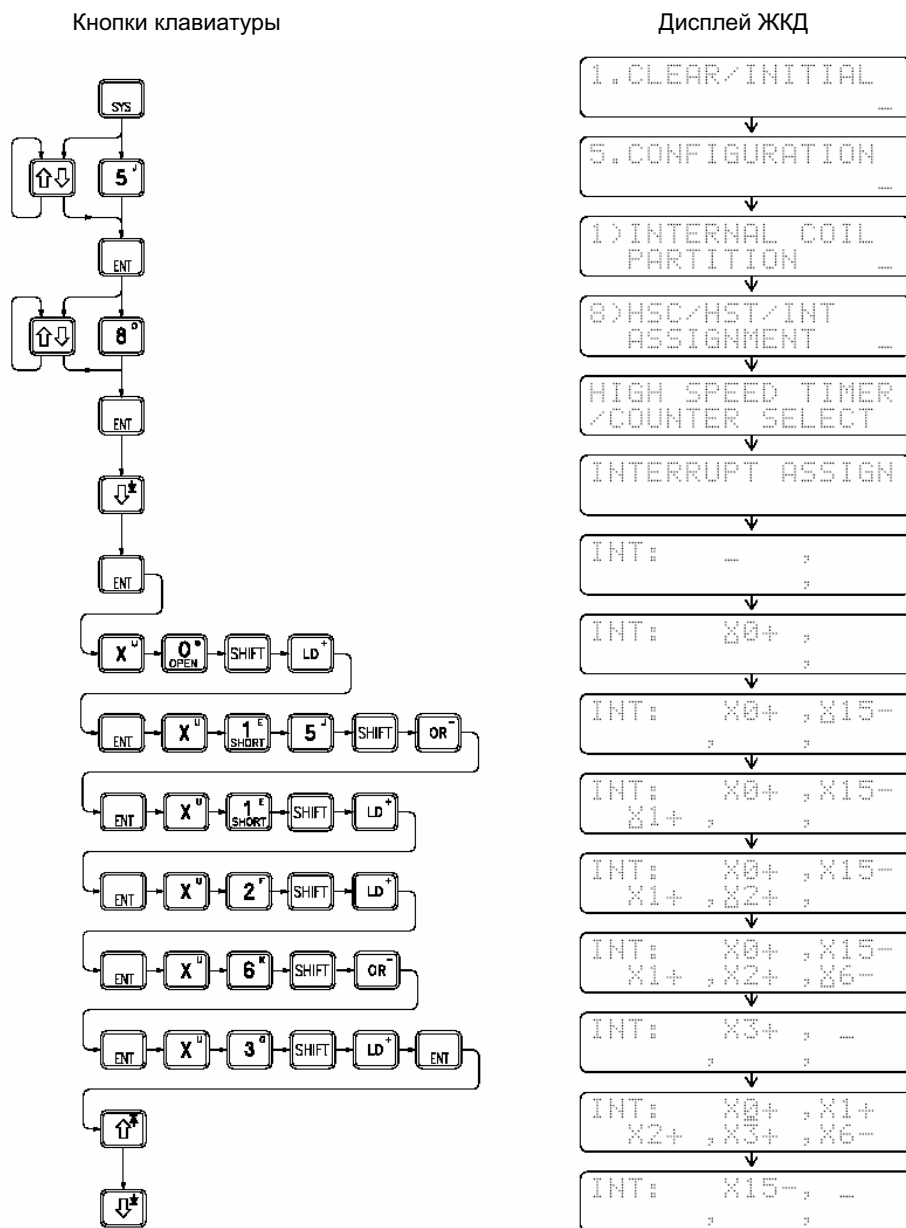 Кнопки клавиатуры
Дисплей ЖКД
SYS
5 J
ENT
8 O
ENT
ENT
X U 0 B OPEN SHIFT LD +
ENT X U 1 E SHORT 5 J SHIFT OR -
ENT X U 1 E SHORT SHIFT LD +
ENT X U 2 F SHIFT LD +
ENT X U 6 K SHIFT OR -
ENT X U 3 G SHIFT LD + ENT
1.CLEAR/INITIAL
_
5.CONFIGURATION
_
1)INTERNAL COIL
PARTITION _
8)HSC/HST/INT
ASSIGNMENT _
HIGH SPEED TIMER
/COUNTER SELECT
INTERRUPT ASSIGN
INT: _ ,
,
INT: X0+ ,
,
INT: X0+ ,X15-
, ,
INT: X0+ ,X15-
X1+ , ,
INT: X0+ ,X15-
X1+ ,X2+ ,
INT: X0+ ,X15-
X1+ ,X2+ ,X6-
INT: X3+ , _
, ,
INT: X0+ ,X1+
X2+ ,X3+ ,X6-
INT: X15-, _
, ,